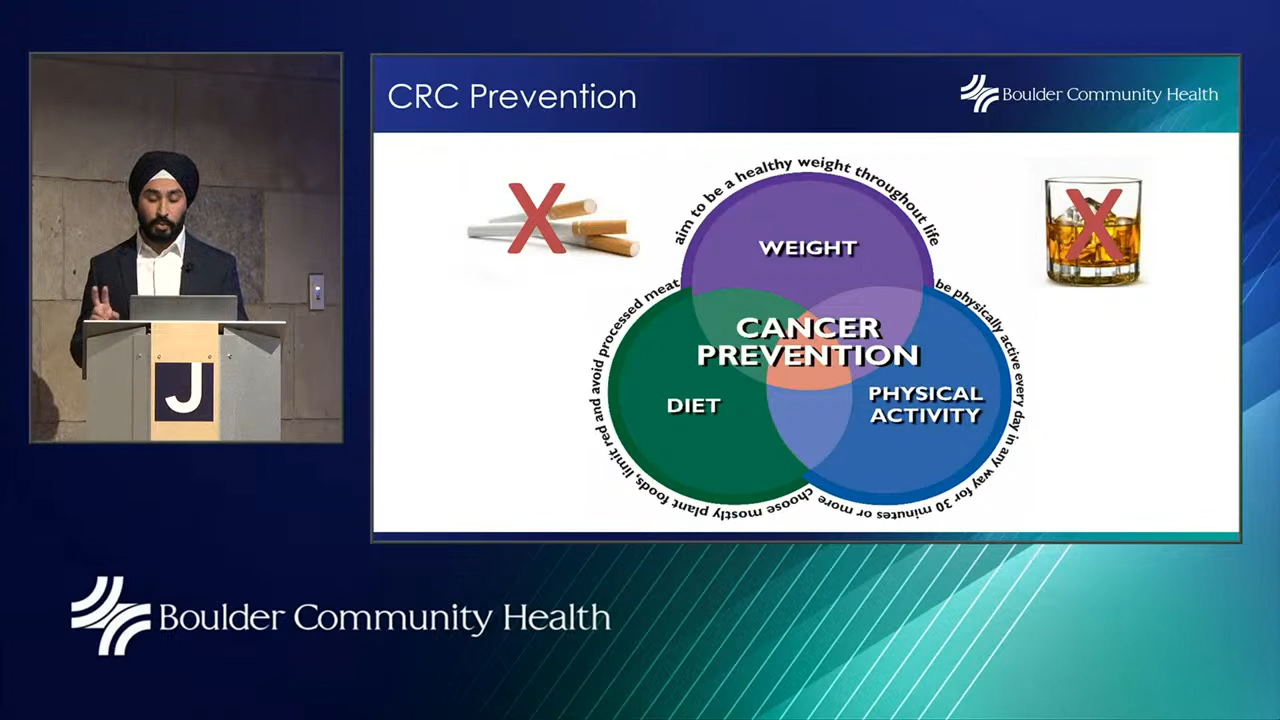 CRC Prevention
Boulder Community Health
X
X
aim to be a healthy weight throughout life
WEIGHT
be physically active every day in any way for 30 minutes or more
choose mostly plant foods, limit red and avoid processed meat
CANCER
PREVENTION
DIET
PHYSICAL
ACTIVITY
J
Boulder Community Health